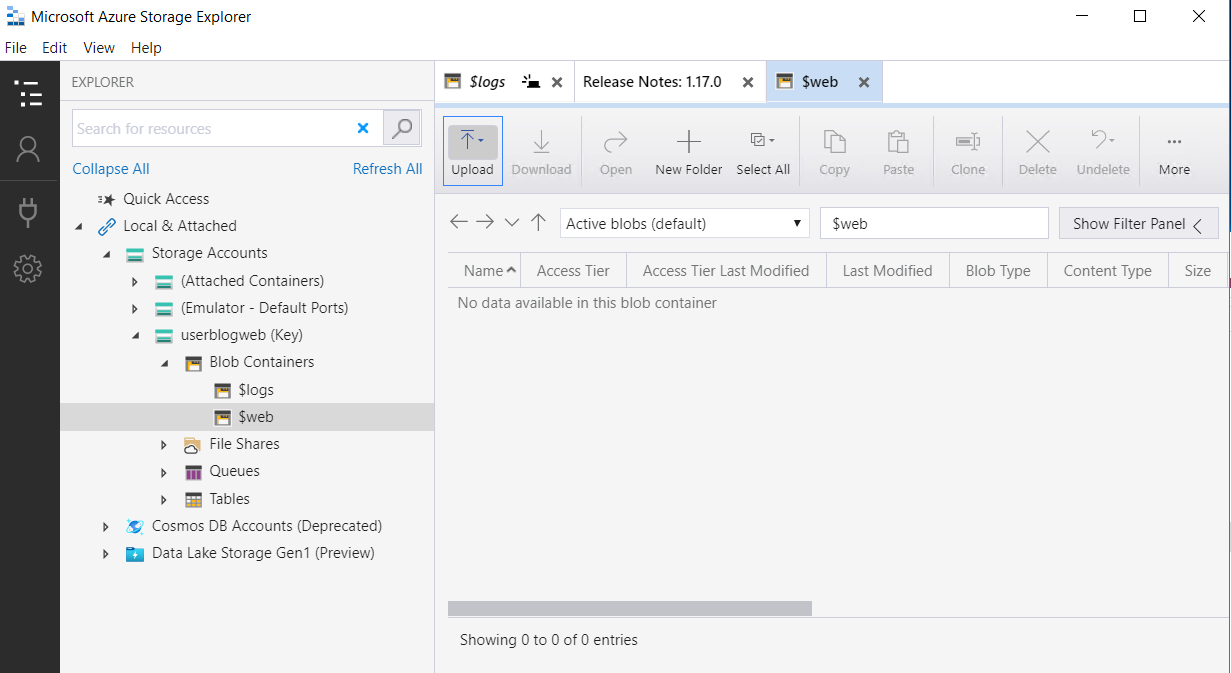 Microsoft Azure Storage Explorer
File Edit View Help
EXPLORER
Search for resources
Collapse All Refresh All
Quick Access
Local & Attached
Storage Accounts
(Attached Containers)
(Emulator - Default Ports)
userblogweb (Key)
Blob Containers
$logs
$web
File Shares
Queues
Tables
Cosmos DB Accounts (Deprecated)
Data Lake Storage Gen1 (Preview)
$logs Release Notes: 1.17.0 $web
Upload Download Open New Folder Select All Copy Paste Clone Delete Undelete More
Active blobs (default) $web Show Filter Panel
Name Access Tier Access Tier Last Modified Last Modified Blob Type Content Type Size
No data available in this blob container
Showing 0 to 0 of 0 entries